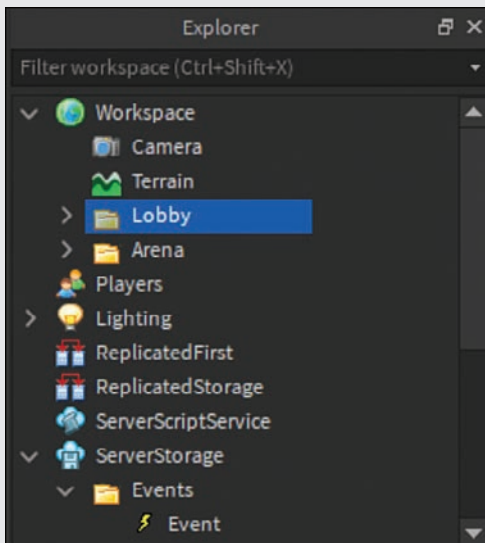 Explorer
Filter workspace (Ctrl+Shift+X)
Workspace
Camera
Terrain
Lobby
Arena
Players
Lighting
ReplicatedFirst
ReplicatedStorage
ServerScriptService
ServerStorage
Events
Event